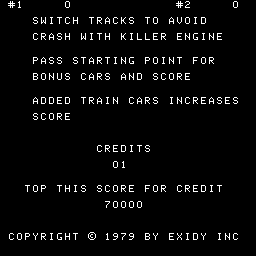 #1 0 #2 0
SWITCH TRACKS TO AVOID
CRASH WITH KILLER ENGINE
PASS STARTING POINT FOR
BONUS CARS AND SCORE
ADDED TRAIN CARS INCREASES
SCORE
CREDITS
01
TOP THIS SCORE FOR CREDIT
70000
COPYRIGHT © 1979 BY EXIDY INC